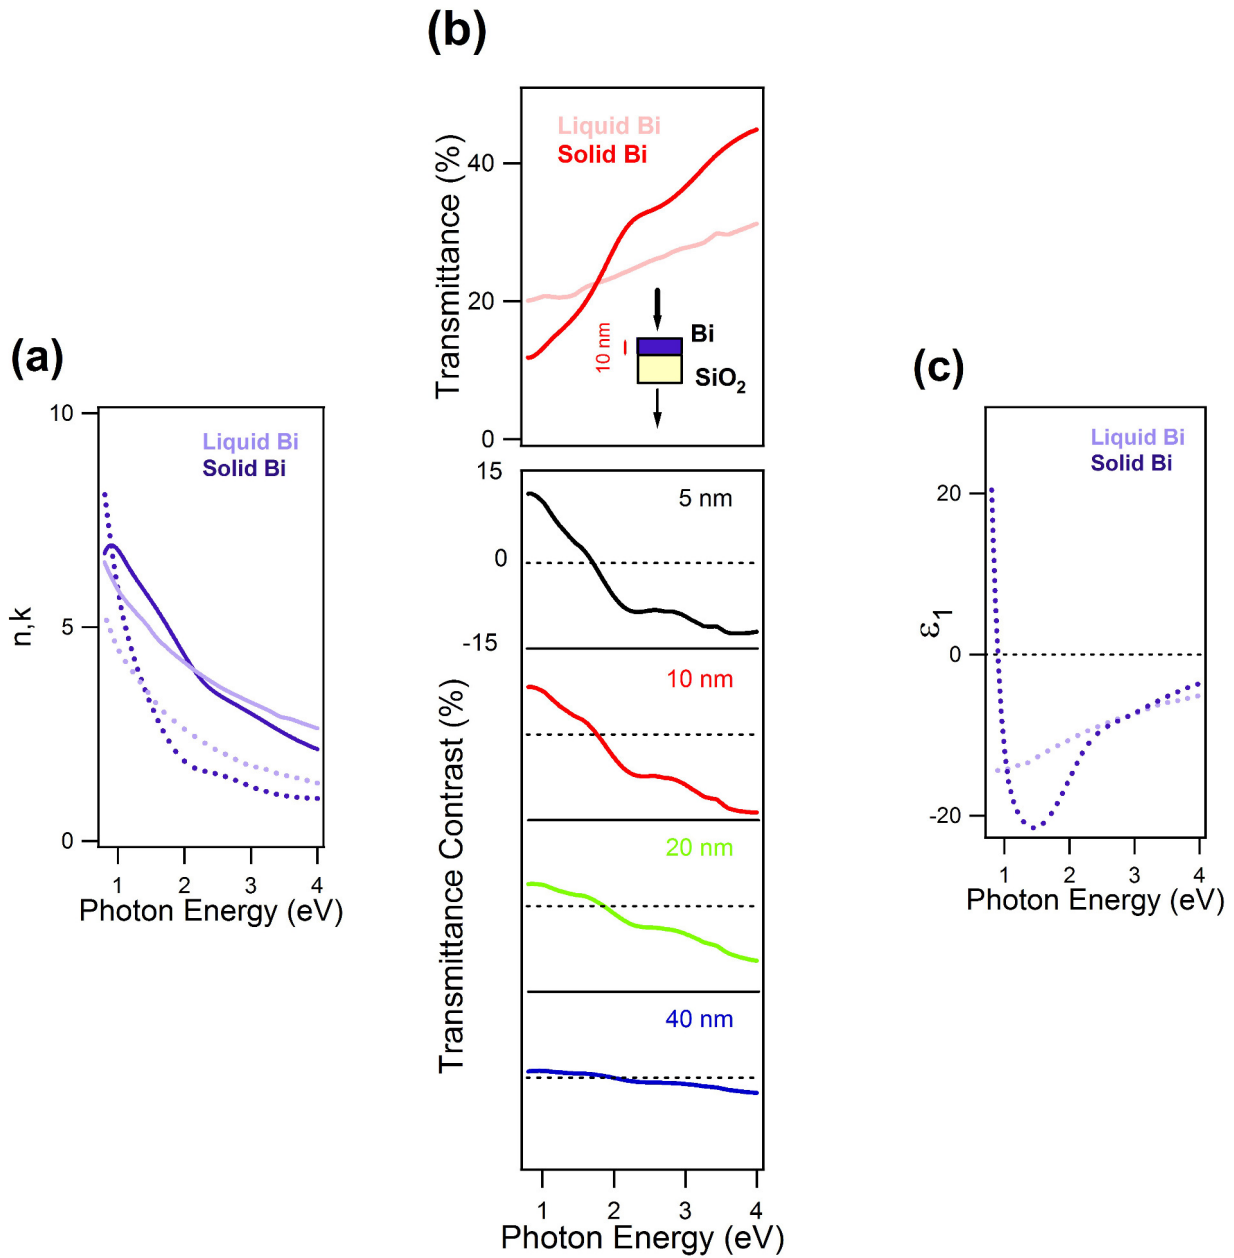 (a)
10
5
0
n,k
Liquid Bi
Solid Bi
1 2 3 4
Photon Energy (eV)
(b)
Transmittance (%)
40
20
0
Liquid Bi
Solid Bi
10 nm
Bi
SiO2
Transmittance Contrast (%)
15
0
-15
5 nm
10 nm
20 nm
40 nm
1 2 3 4
Photon Energy (eV)
(c)
ε1
20
0
-20
Liquid Bi
Solid Bi
1 2 3 4
Photon Energy (eV)